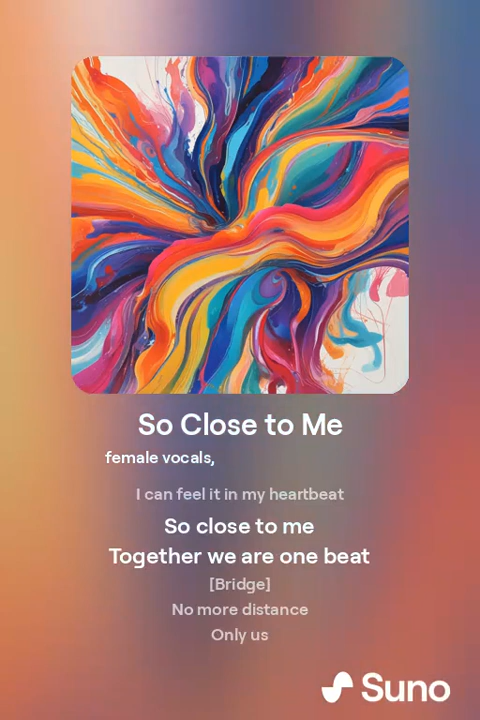 So Close to Me
female vocals,
I can feel it in my heartbeat
So close to me
Together we are one beat
[Bridge]
No more distance
Only us
Suno